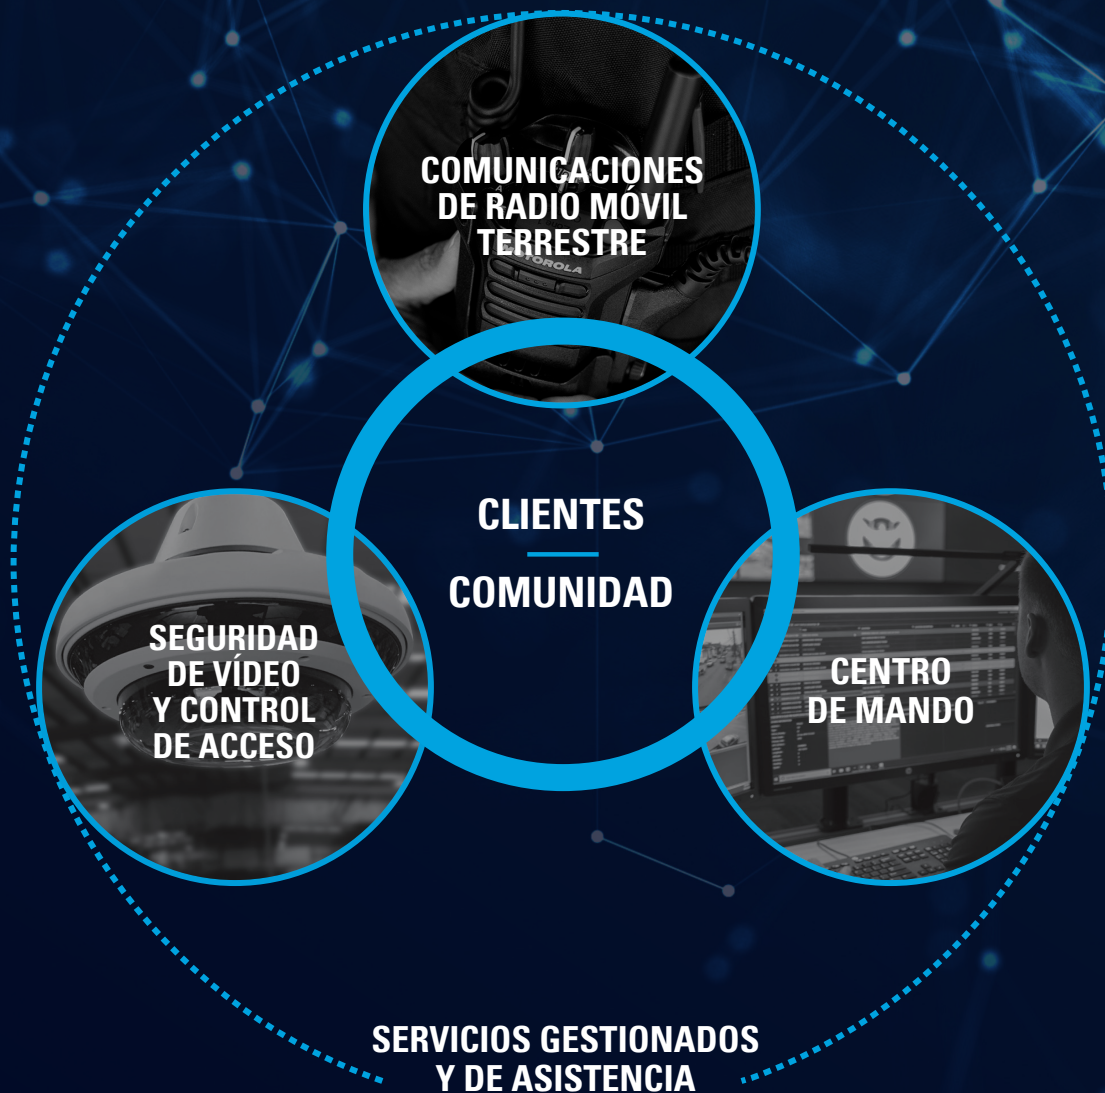 COMUNICACIONES
DE RADIO MÓVIL
TERRESTRE
MOTOROLA
CLIENTES
COMUNIDAD
SEGURIDAD
DE VÍDEO
Y CONTROL
DE ACCESO
CENTRO
DE MANDO
SERVICIOS GESTIONADOS
Y DE ASISTENCIA